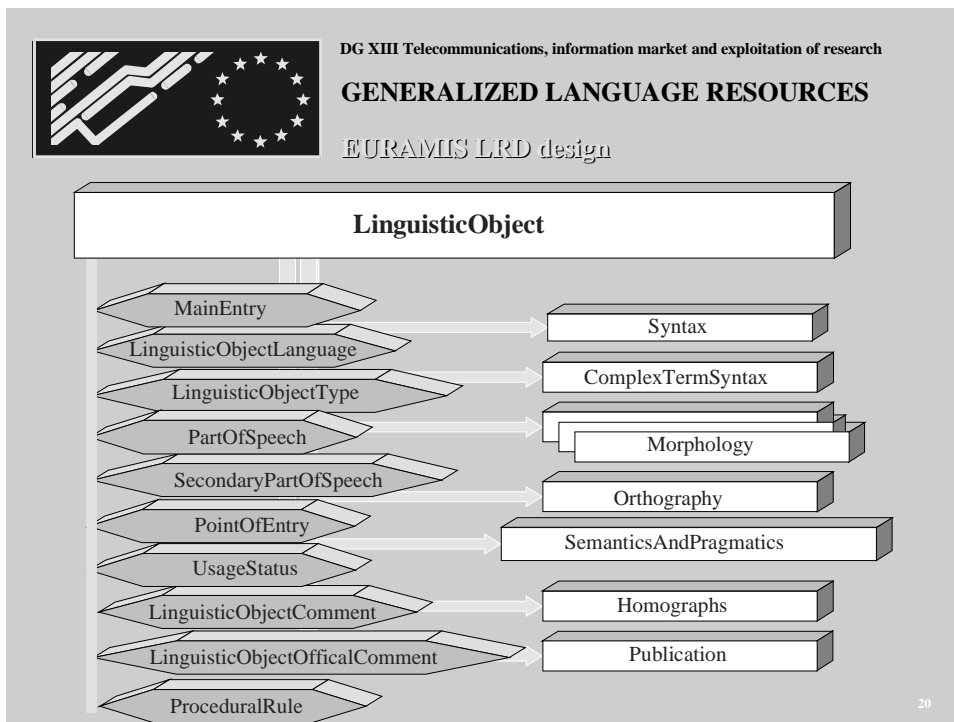 DG XIII Telecommunications, information market and exploitation of research
GENERALIZED LANGUAGE RESOURCES
EURAMIS LRD design
LinguisticObject
MainEntry
LinguisticObjectLanguage
LinguisticObjectType
PartOfSpeech
SecondaryPartOfSpeech
PointOfEntry
UsageStatus
LinguisticObjectComment
LinguisticObjectOfficalComment
ProceduralRule
Syntax
ComplexTermSyntax
Morphology
Orthography
SemanticsAndPragmatics
Homographs
Publication
20